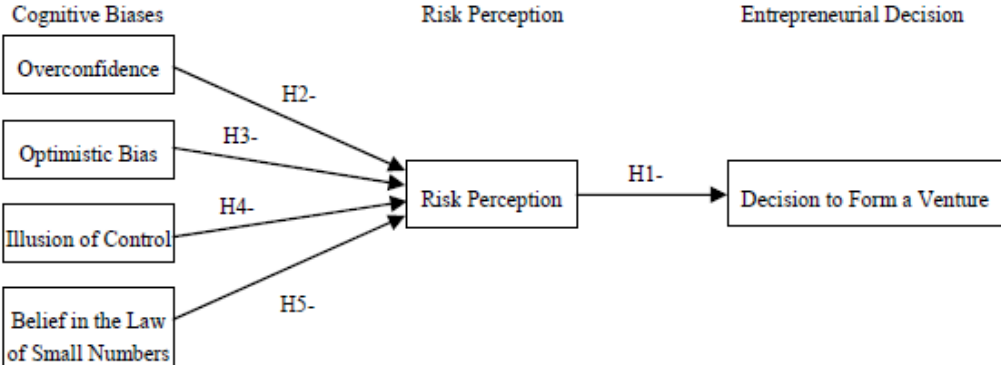 Cognitive Biases
Risk Perception
Entrepreneurial Decision
Overconfidence
H2-
Optimistic Bias
H3-
Risk Perception
H1-
Decision to Form a Venture
H4-
Illusion of Control
H5-
Belief in the Law
of Small Numbers